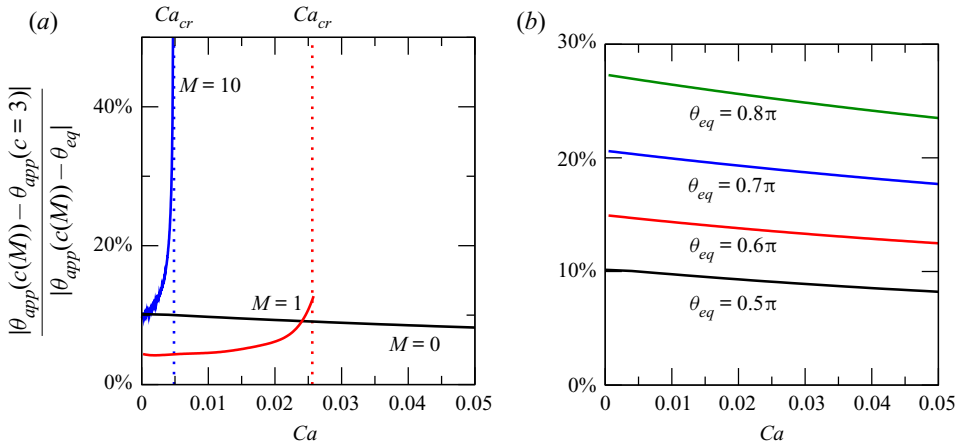 (a)
Ca_cr
Ca_cr
|θ_app(c(M)) – θ_app(c = 3)|
|θ_app(c(M)) – θ_eq|
40%
20%
0%
M = 10
M = 1
M = 0
0 0.01 0.02 0.03 0.04 0.05
Ca
(b)
30%
20%
10%
0%
θ_eq = 0.8π
θ_eq = 0.7π
θ_eq = 0.6π
θ_eq = 0.5π
0 0.01 0.02 0.03 0.04 0.05
Ca